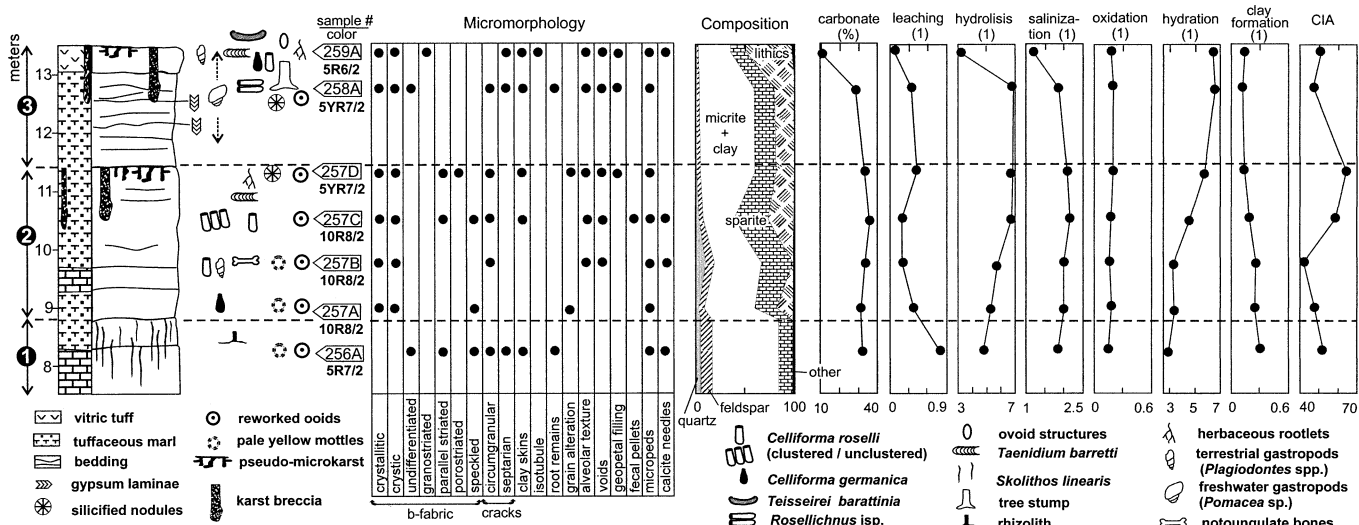 sample #
color
Micromorphology
Composition
carbonate
(%)
leaching
(1)
hydrolisis
(1)
saliniza-
tion (1)
oxidation
(1)
hydration
(1)
clay
formation
(1)
CIA
meters
13
12
11
10
9
8
3
2
1
259A
5R6/2
258A
5YR7/2
257D
5YR7/2
257C
10R8/2
257B
10R8/2
257A
10R8/2
256A
5R7/2
lithics
micrite
+
clay
sparite
other
quartz
feldspar
100
10 40
0 0.9
3 7
1 2.5
0 0.6
3 5 7
0 0.6
40 70
crystallitic
crystic
undifferentiated
granostriated
parallel striated
porostriated
speckled
circumgranular
septarian
clay skins
isotubule
root remains
grain alteration
alveolar texture
voids
geopetal filling
fecal pellets
micropeds
calcite needles
b-fabric
cracks
vitric tuff
tuffaceous marl
bedding
gypsum laminae
silicified nodules
reworked ooids
pale yellow mottles
pseudo-microkarst
karst breccia
Celliforma roselli
(clustered / unclustered)
Celliforma germanica
Teisseirei barattinia
Rosellichnus isp.
ovoid structures
Taenidium barretti
Skolithos linearis
tree stump
rhizolith
herbaceous rootlets
terrestrial gastropods
(Plagiodontes spp.)
freshwater gastropods
(Pomacea sp.)
notoungulate bones